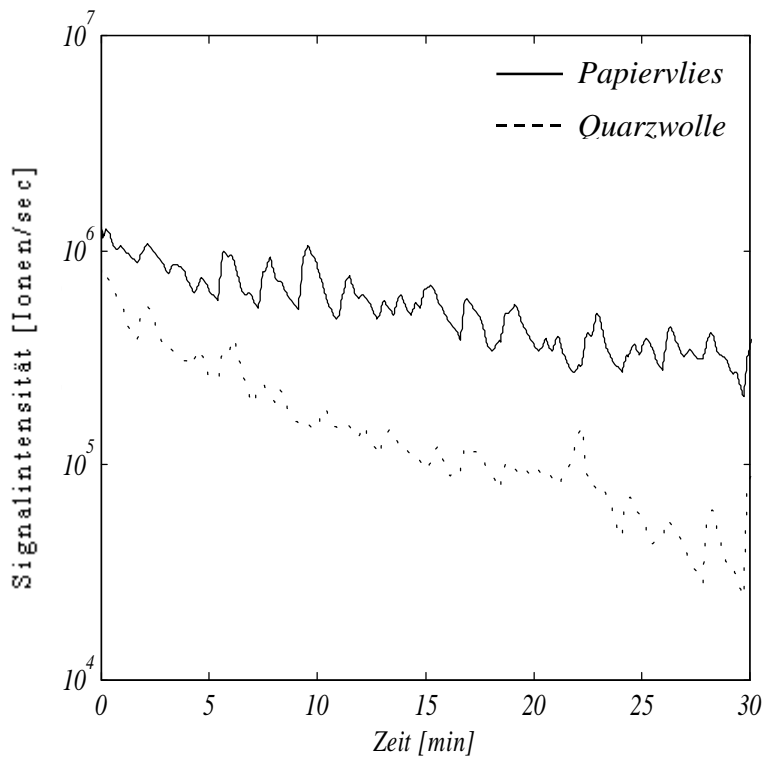 10^7
Papiervlies
Quarzwolle
Signalintensität [Ionen/sec]
10^6
10^5
10^4
0 5 10 15 20 25 30
Zeit [min]